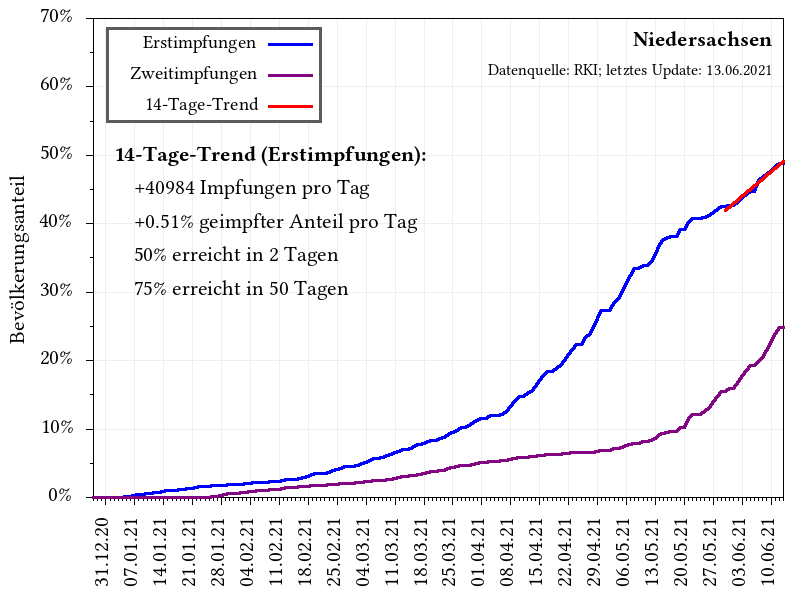 70%
60%
50%
40%
30%
20%
10%
0%
Bevölkerungsanteil
Erstimpfungen
Zweitimpfungen
14-Tage-Trend
Niedersachsen
Datenquelle: RKI; letztes Update: 13.06.2021
14-Tage-Trend (Erstimpfungen):
+40984 Impfungen pro Tag
+0.51% geimpfter Anteil pro Tag
50% erreicht in 2 Tagen
75% erreicht in 50 Tagen
31.12.20
07.01.21
14.01.21
21.01.21
28.01.21
04.02.21
11.02.21
18.02.21
25.02.21
04.03.21
11.03.21
18.03.21
25.03.21
01.04.21
08.04.21
15.04.21
22.04.21
29.04.21
06.05.21
13.05.21
20.05.21
27.05.21
03.06.21
10.06.21